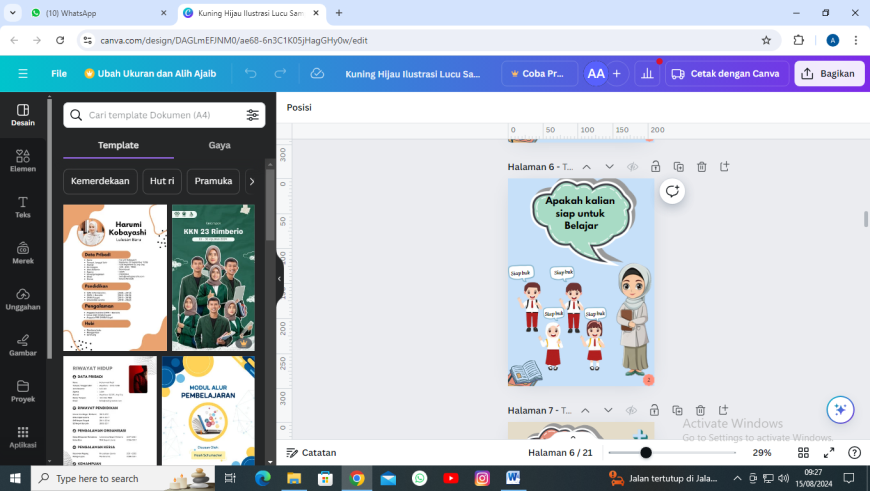 (10) WhatsApp
Kuning Hijau Ilustrasi Lucu Sam
canva.com/design/DAGLmEFJNM0/ae68-6n3C1K05jHagGHy0w/edit
A
File
Ubah Ukuran dan Alih Ajaib
Kuning Hijau Ilustrasi Lucu Sa...
Coba Pr...
AA
Cetak dengan Canva
Bagikan
Desain
Elemen
Teks
Merek
Unggahan
Gambar
Proyek
Aplikasi
Cari template Dokumen (A4)
Template
Gaya
Kemerdekaan
Hut ri
Pramuka
Harumi
Kobayashi
Data Pribadi
Pendidikan
Pengalaman
KKN 23 Rimberio
RIWAYAT HIDUP
DATA PRIBADI
RIWAYAT PENDIDIKAN
PENGALAMAN ORGANISASI
PENGALAMAN KERJA
KEMAMPUAN
MODUL ALUR
PEMBELAJARAN
Posisi
0 50 100 150 200
300
0
50
100
200
250
300
0
Halaman 6 - T...
Apakah kalian
siap untuk
Belajar
Siap buk
Siap buk
Siap buk
Siap buk
Halaman 7 - T...
Activate Windows
Go to Settings to activate Windows.
Catatan
Halaman 6 / 21
29%
Type here to search
Jalan tertutup di Jala...
09:27
15/08/2024